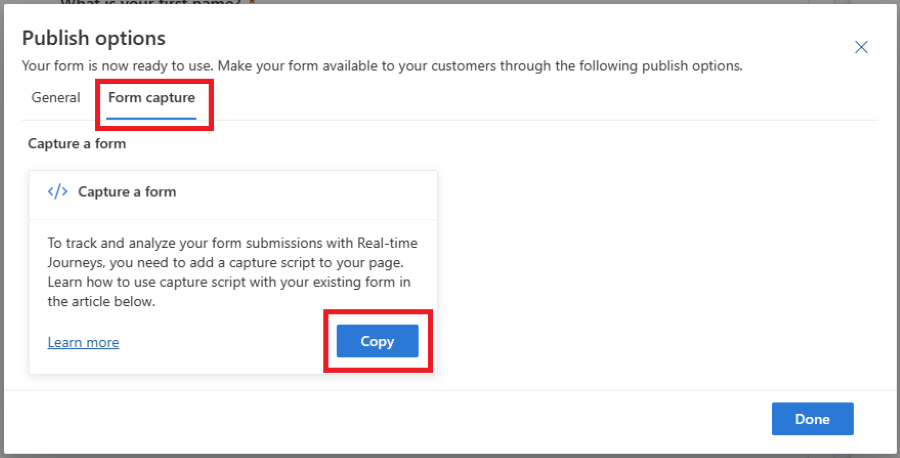 What is your first name? *
Publish options
Your form is now ready to use. Make your form available to your customers through the following publish options.
General
Form capture
Capture a form
</> Capture a form
To track and analyze your form submissions with Real-time
Journeys, you need to add a capture script to your page.
Learn how to use capture script with your existing form in
the article below.
Learn more
Copy
Done